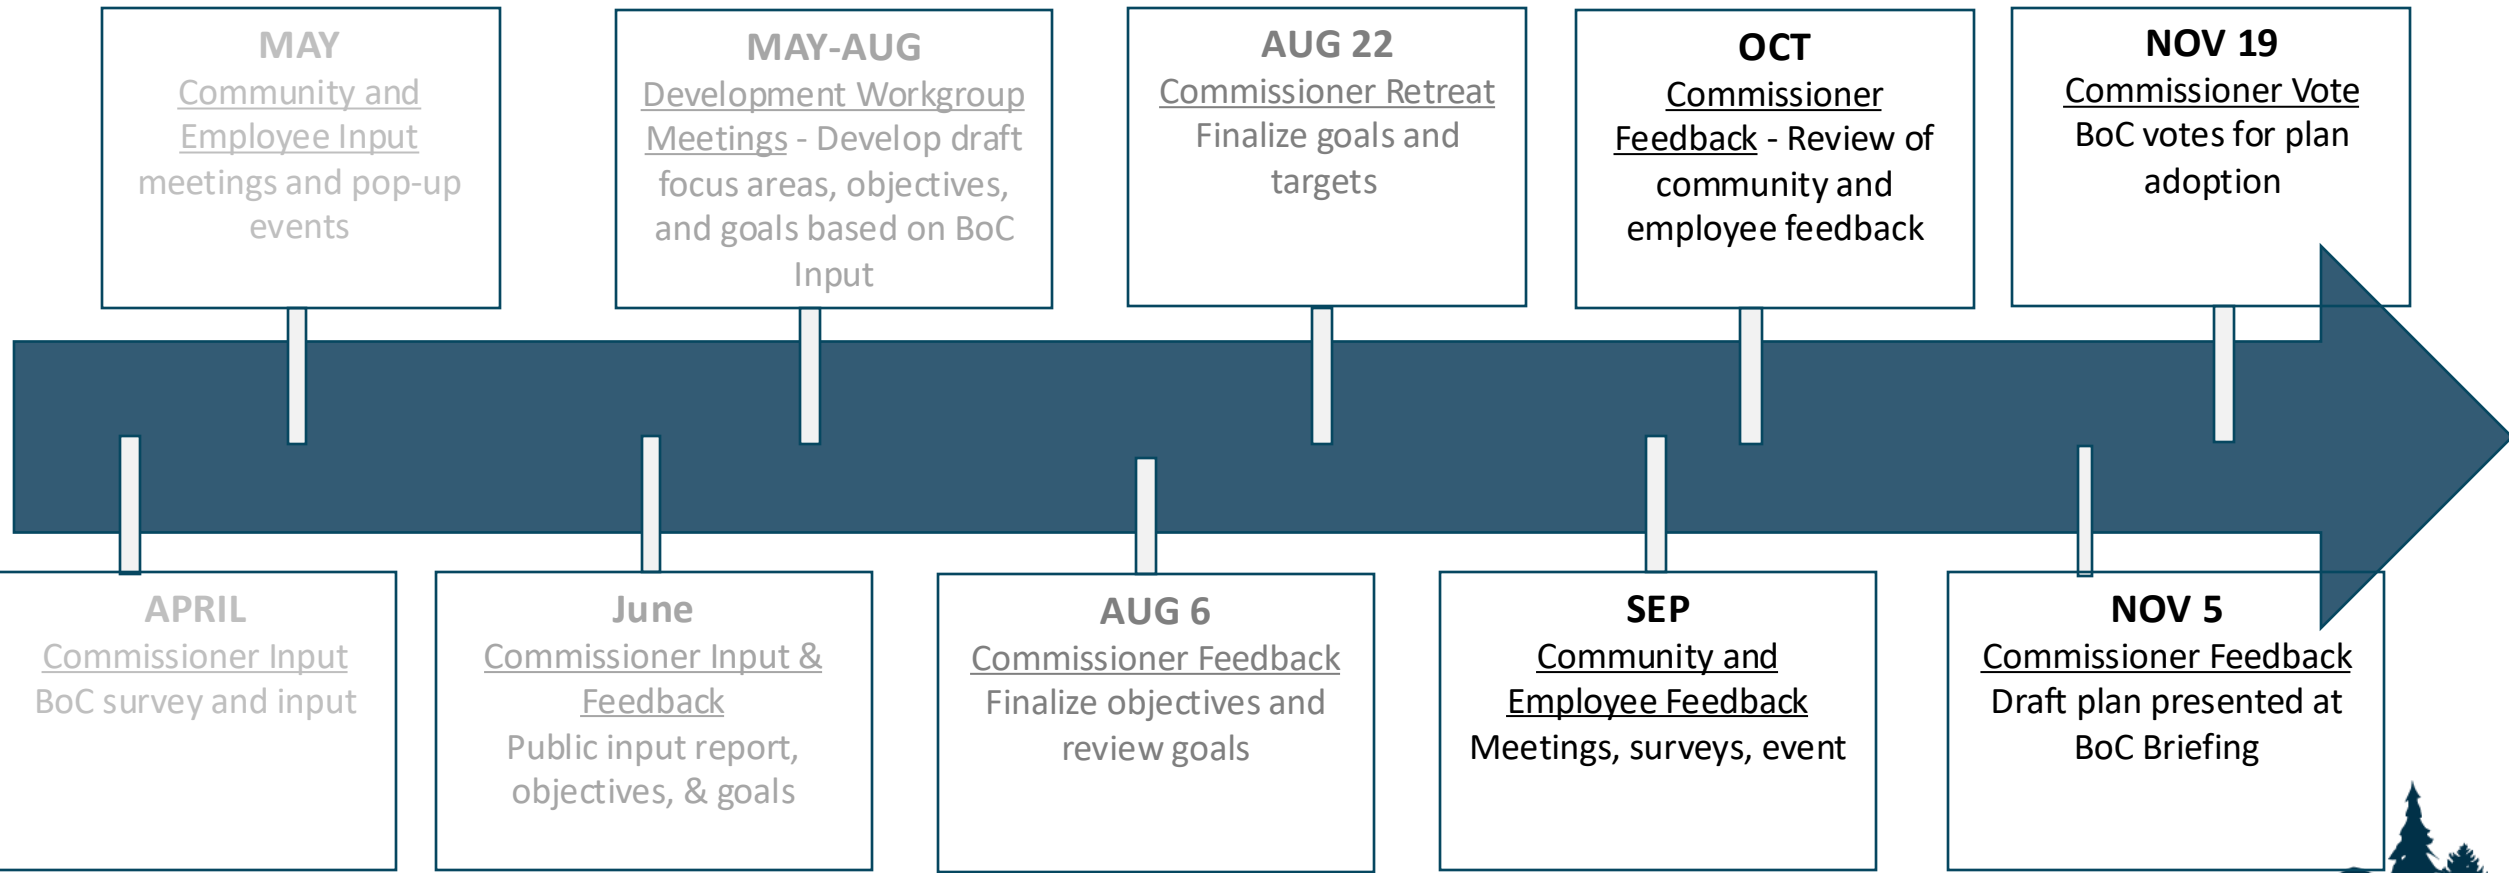 MAY
Community and
Employee Input
meetings and pop-up
events
MAY-AUG
Development Workgroup
Meetings - Develop draft
focus areas, objectives,
and goals based on BoC
Input
AUG 22
Commissioner Retreat
Finalize goals and
targets
OCT
Commissioner
Feedback - Review of
community and
employee feedback
NOV 19
Commissioner Vote
BoC votes for plan
adoption
APRIL
Commissioner Input
BoC survey and input
June
Commissioner Input &
Feedback
Public input report,
objectives, & goals
AUG 6
Commissioner Feedback
Finalize objectives and
review goals
SEP
Community and
Employee Feedback
Meetings, surveys, event
NOV 5
Commissioner Feedback
Draft plan presented at
BoC Briefing